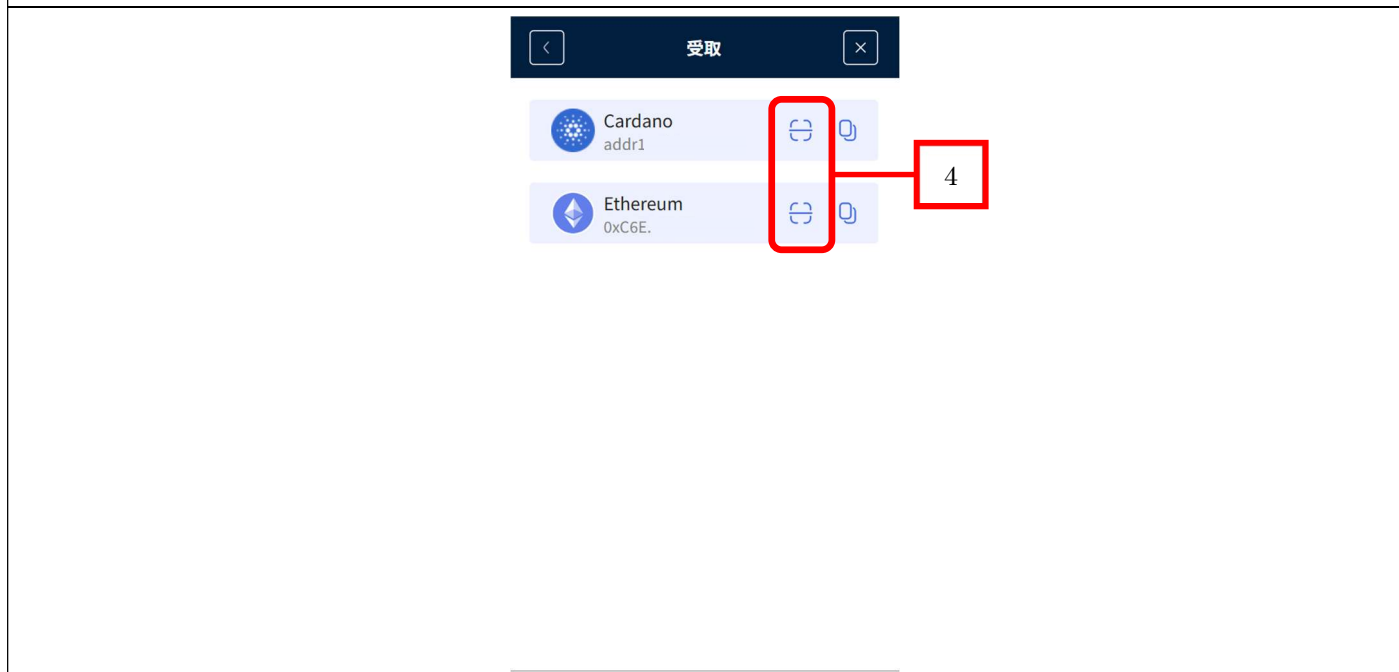 受取
Cardano
addr1
4
Ethereum
0xC6E.